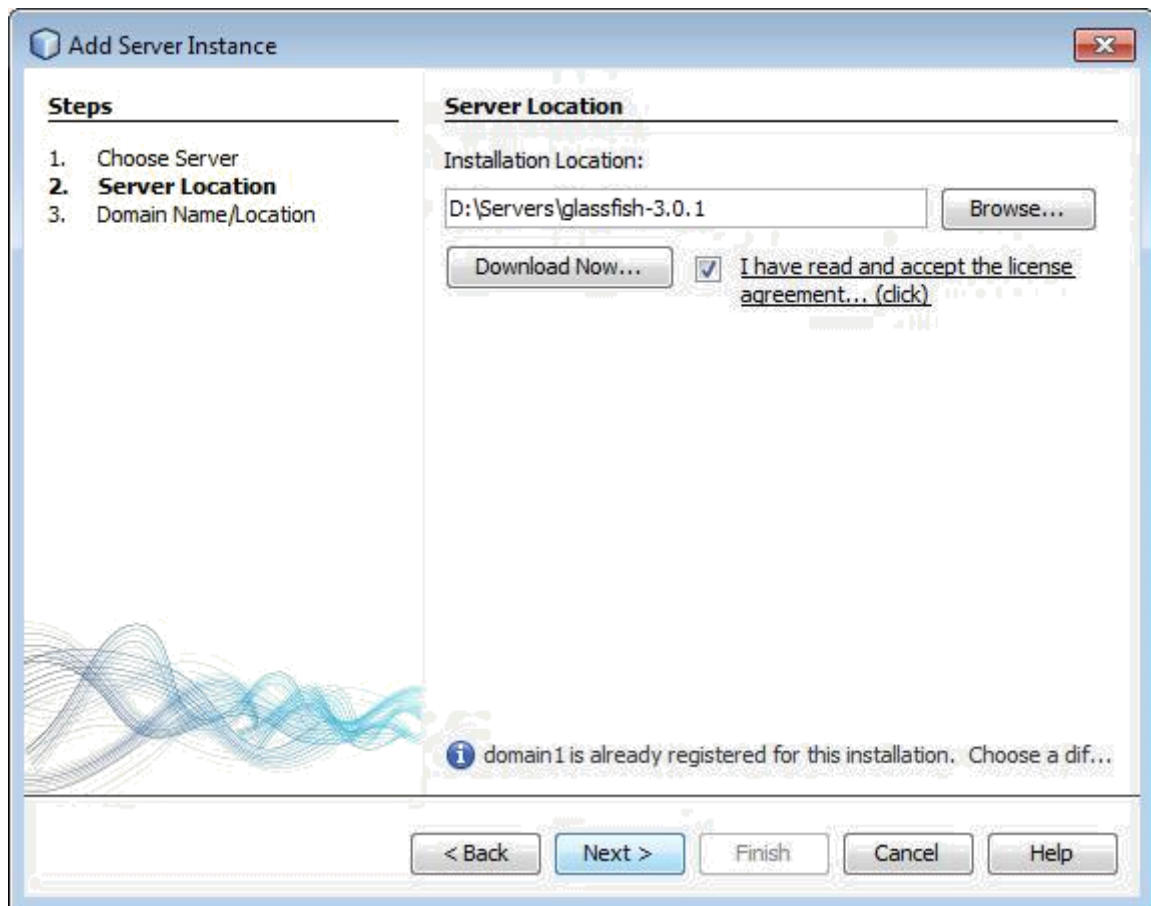 Add Server Instance
Steps
1. Choose Server
2. Server Location
3. Domain Name/Location
Server Location
Installation Location:
D:\Servers\glassfish-3.0.1
Browse...
Download Now...
I have read and accept the license
agreement... (click)
domain1 is already registered for this installation. Choose a dif...
< Back
Next >
Finish
Cancel
Help